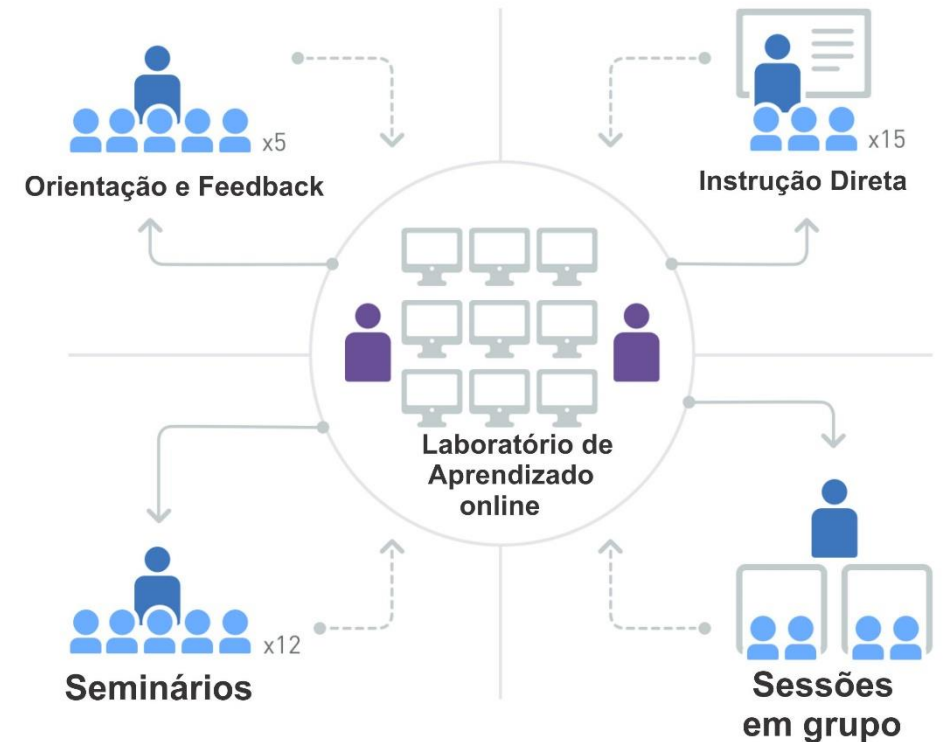 x5
Orientação e Feedback
x15
Instrução Direta
Laboratório de
Aprendizado
online
x12
Seminários
Sessões
em grupo